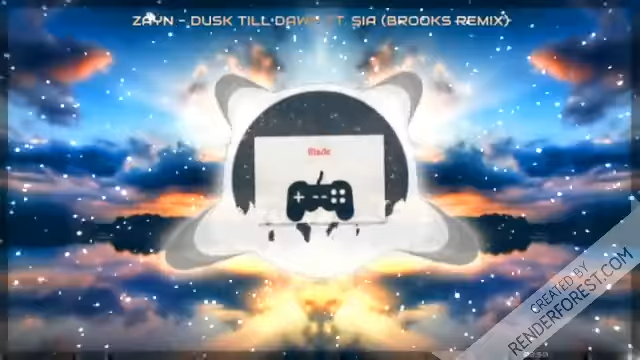 ZAYN - DUSK TILL DAWN FT. SIA (BROOKS REMIX)
CREATED BY
RENDERFOREST.COM